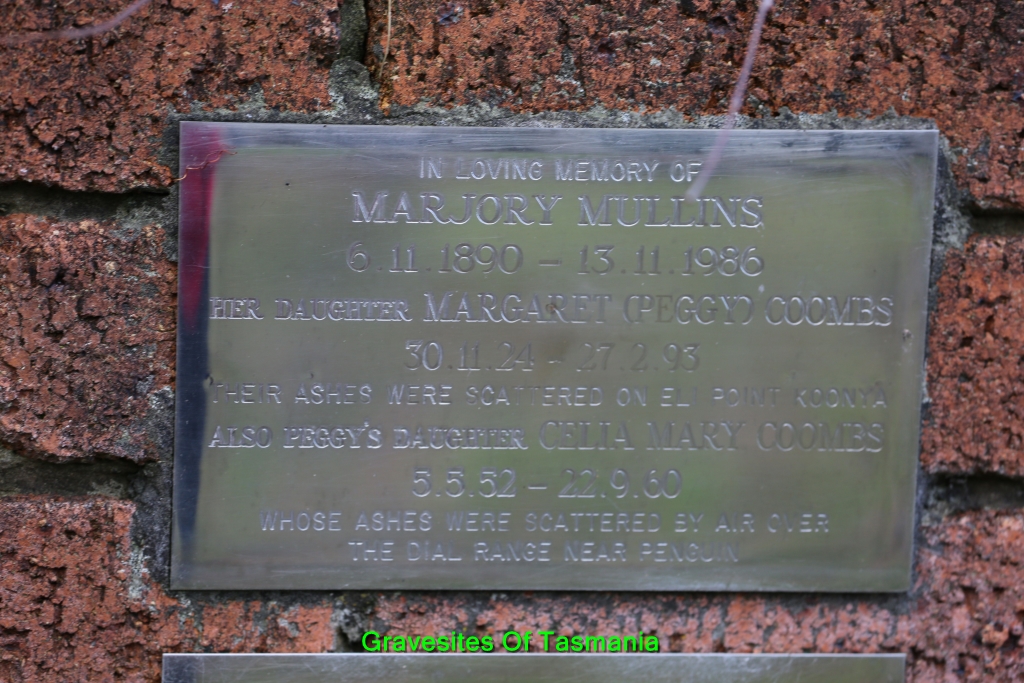 IN LOVING MEMORY OF
MARJORY MULLINS
6.11.1890 – 13.11.1986
HER DAUGHTER MARGARET (PEGGY) COOMBS
30.11.24 – 27.2.93
THEIR ASHES WERE SCATTERED ON ELI POINT KOONYA
ALSO PEGGY'S DAUGHTER CELIA MARY COOMBS
5.5.52 – 22.9.60
WHOSE ASHES WERE SCATTERED BY AIR OVER
THE DIAL RANGE NEAR PENGUIN
Gravesites Of Tasmania